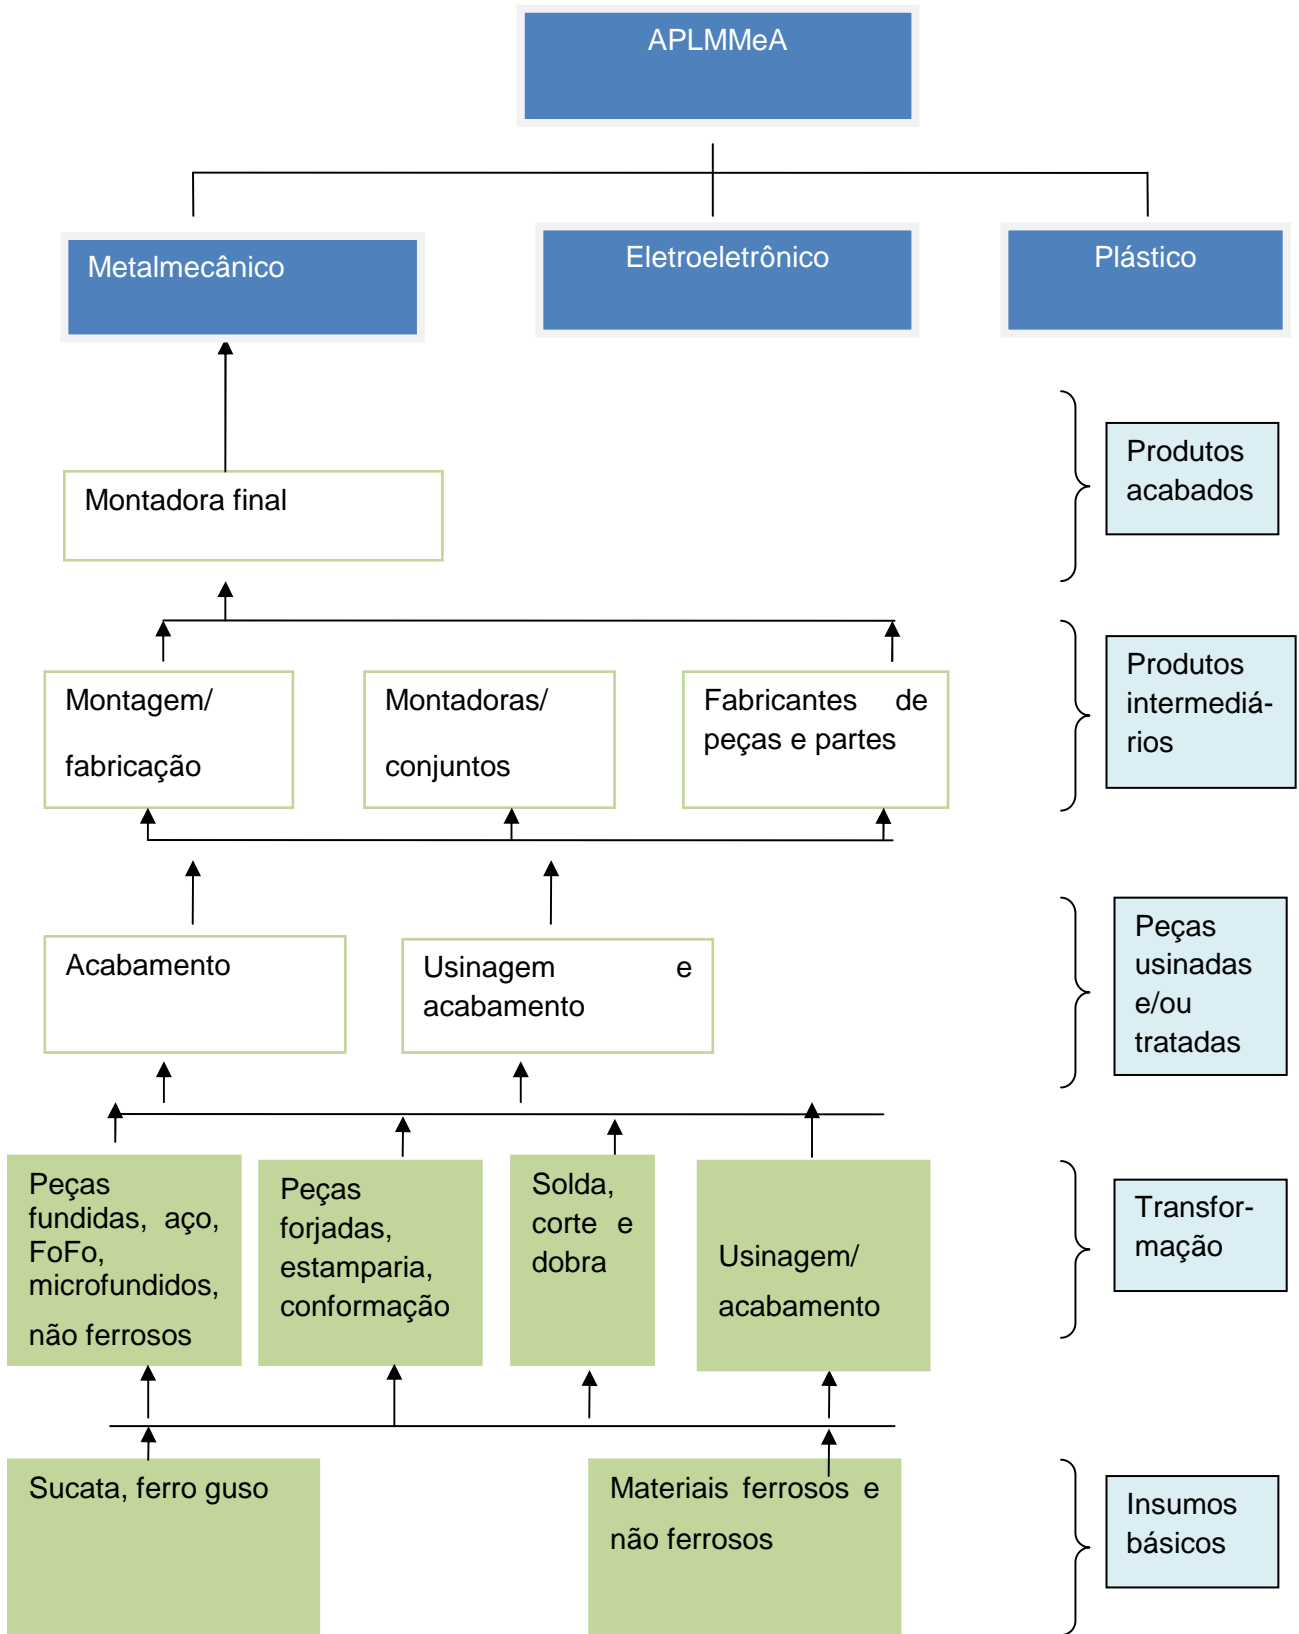 APLMMeA
Metalmecânico
Eletroeletrônico
Plástico
Montadora final
Produtos
acabados
Montagem/
fabricação
Montadoras/
conjuntos
Fabricantes de
peças e partes
Produtos
intermediá-
rios
Acabamento
Usinagem e
acabamento
Peças
usinadas
e/ou
tratadas
Peças
fundidas, aço,
FoFo,
microfundidos,
não ferrosos
Peças
forjadas,
estamparia,
conformação
Solda,
corte e
dobra
Usinagem/
acabamento
Transfor-
mação
Sucata, ferro guso
Materiais ferrosos e
não ferrosos
Insumos
básicos